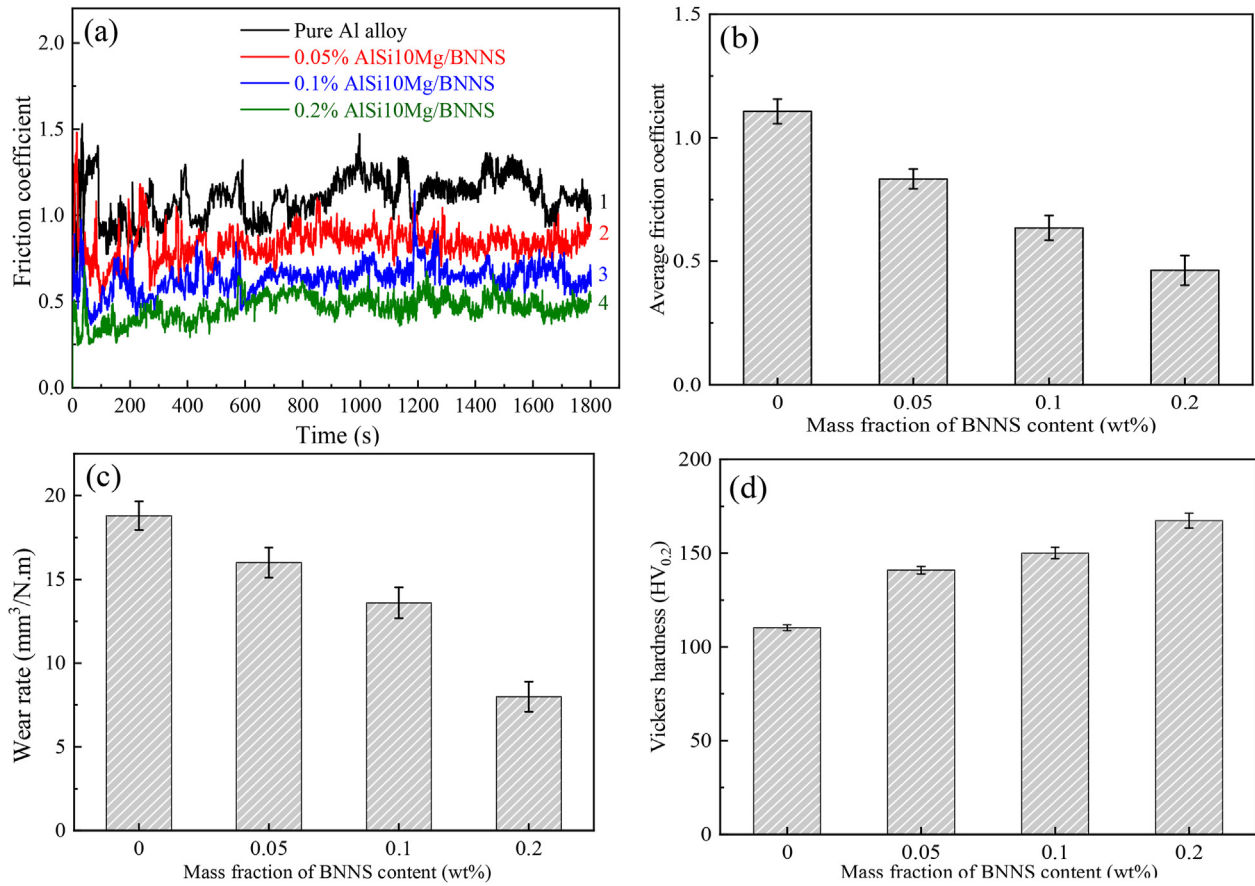 (a)
Pure Al alloy
0.05% AlSi10Mg/BNNS
0.1% AlSi10Mg/BNNS
0.2% AlSi10Mg/BNNS
Friction coefficient
2.0
1.5
1.0
0.5
0.0
1
2
3
4
0 200 400 600 800 1000 1200 1400 1600 1800
Time (s)
(b)
Average friction coefficient
1.5
1.0
0.5
0.0
0 0.05 0.1 0.2
Mass fraction of BNNS content (wt%)
(c)
Wear rate (mm³/N.m)
20
15
10
5
0
0 0.05 0.1 0.2
Mass fraction of BNNS content (wt%)
(d)
Vickers hardness (HV₀.₂)
200
150
100
50
0
0 0.05 0.1 0.2
Mass fraction of BNNS content (wt%)